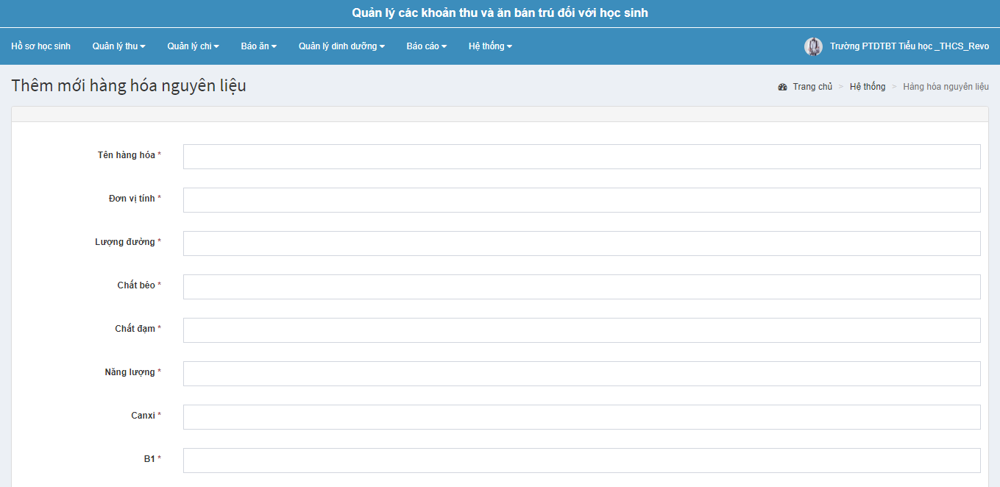 Quản lý các khoản thu và ăn bán trú đối với học sinh
Hồ sơ học sinh Quản lý thu Quản lý chi Báo ăn Quản lý dinh dưỡng Báo cáo Hệ thống Trường PTDTBT Tiểu học _THCS_Revo
Thêm mới hàng hóa nguyên liệu
Trang chủ > Hệ thống > Hàng hóa nguyên liệu
Tên hàng hóa *
Đơn vị tính *
Lượng đường *
Chất béo *
Chất đạm *
Năng lượng *
Canxi *
B1 *